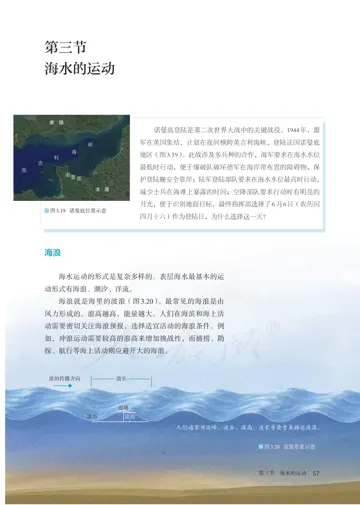 第三节
海水的运动
英国
英
吉
利
海
峡
法国
图3.19 诺曼底位置示意
诺曼底登陆是第二次世界大战中的关键战役。1944年，盟
军在英国集结，计划在夜间横跨英吉利海峡，登陆法国诺曼底
地区（图3.19）。此战涉及多兵种的合作，海军要求在海水水位
最低时行动，便于爆破队破坏德军在海岸带布置的障碍物，保
护登陆艇安全靠岸；陆军登陆部队要求在海水水位最高时行动，
减少士兵在海滩上暴露的时间；空降部队要求行动时有明亮的
月光，便于识别地面目标。最终指挥部选择了6月6日（农历闰
四月十六）作为登陆日，为什么选择这一天？
海浪
海水运动的形式是复杂多样的。表层海水最基本的运
动形式有海浪、潮汐、洋流。
海浪就是海里的波浪（图3.20）。最常见的海浪是由
风力形成的。浪高越高，能量越大。人们在海滨和海上活
动需要密切关注海浪预报，选择适宜活动的海浪条件。例
如，冲浪运动需要较高的浪高来增加挑战性，而捕捞、勘
探、航行等海上活动则应避开大的海浪。
波的传播方向
波长
波峰
波谷
波高
人们通常用波峰、波谷、波高、波长等要素来描述波浪。
图3.20 波浪要素示意
第三节 海水的运动 57